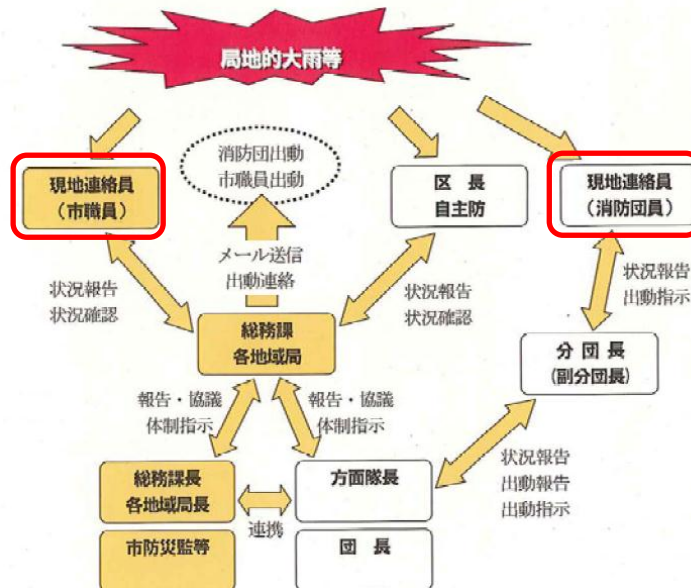 局地的大雨等
消防団出動
市職員出動
現地連絡員
（市職員）
区　長
自主防
現地連絡員
（消防団員）
メール送信
出動連絡
状況報告
状況確認
状況報告
状況確認
状況報告
出動指示
総務課
各地域局
分 団 長
(副分団長)
報告・協議
体制指示
報告・協議
体制指示
状況報告
出動報告
出動指示
総務課長
各地域局長
方面隊長
連携
市防災監等
団　長